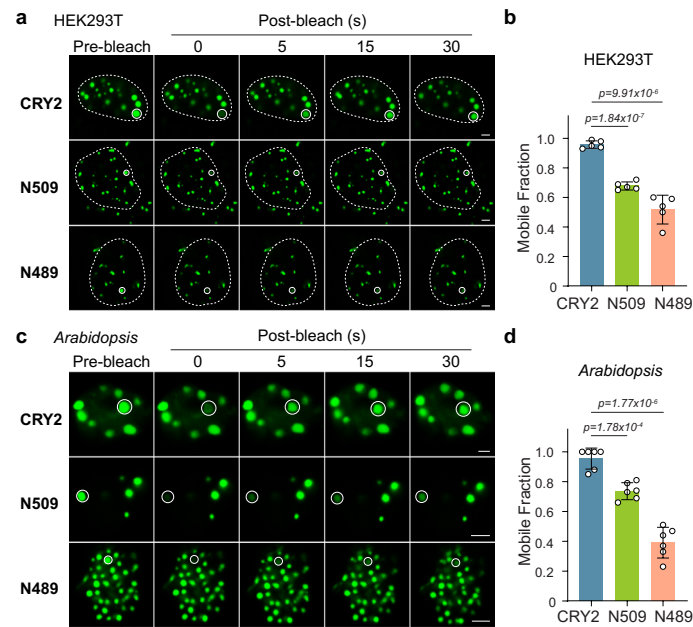 a HEK293T Post-bleach (s)
Pre-bleach 0 5 15 30
CRY2
N509
N489
b
HEK293T
p=9.91x10-6
p=1.84x10-7
Mobile Fraction
1.0
0.8
0.6
0.4
0.2
0
CRY2 N509 N489
c Arabidopsis Post-bleach (s)
Pre-bleach 0 5 15 30
CRY2
N509
N489
d
Arabidopsis
p=1.77x10-6
p=1.78x10-4
Mobile Fraction
1.0
0.8
0.6
0.4
0.2
0
CRY2 N509 N489